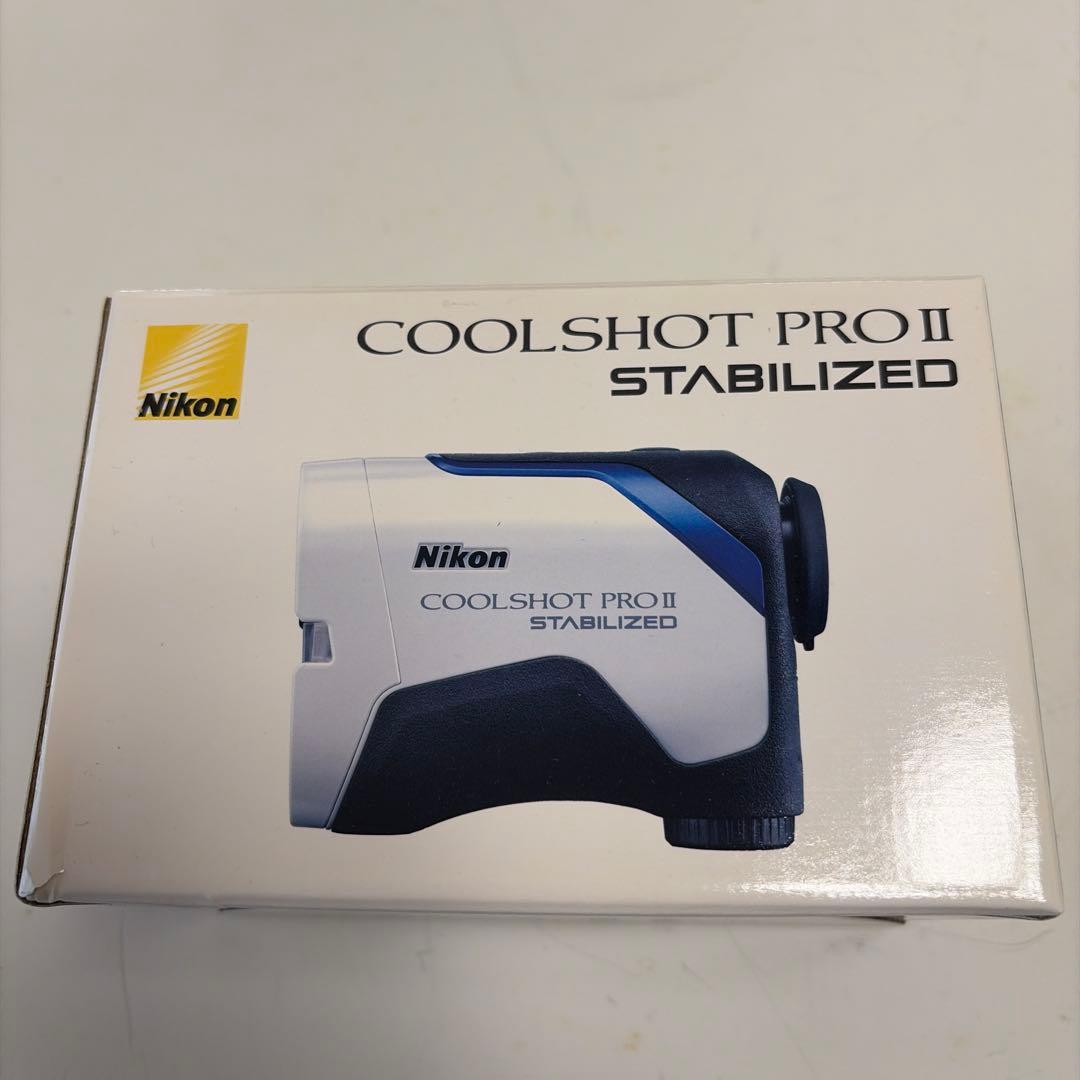 Nikon
COOLSHOT PRO II
STABILIZED
Nikon
COOLSHOT PRO II
STABILIZED